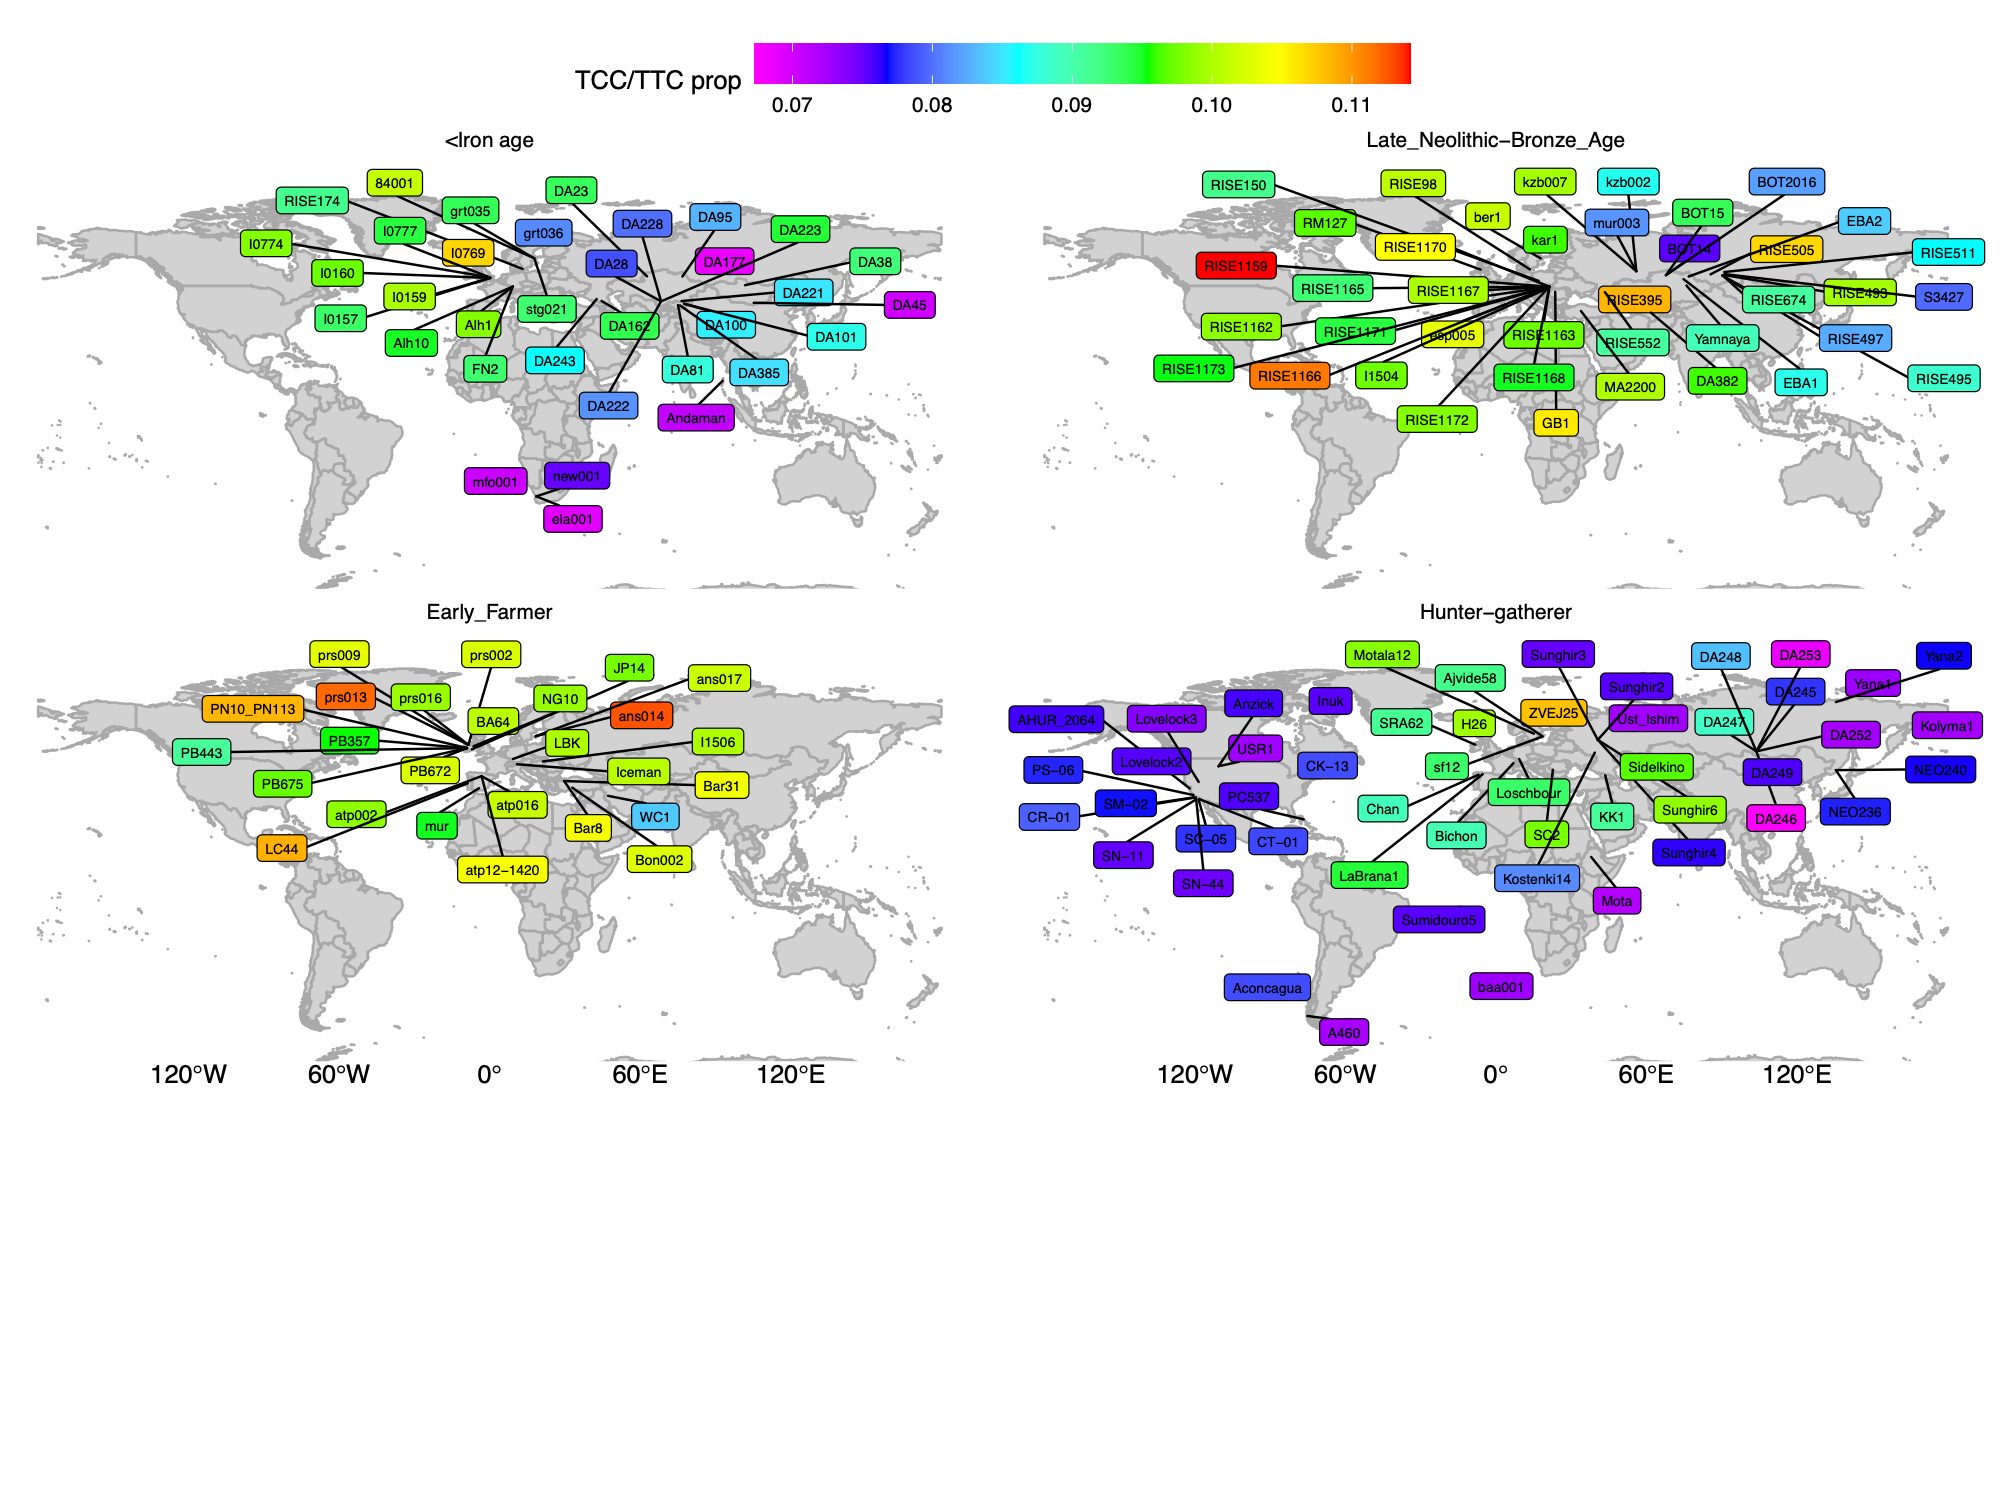 TCC/TTC prop
0.07 0.08 0.09 0.10 0.11
<Iron age
84001
DA23
RISE174
grt035
DA228
DA95
I0777
grt036
DA223
I0774
I0769
DA28
DA177
DA38
I0160
I0159
DA221
DA45
I0157
stg021
Alh1
DA162
DA100
DA101
Alh10
FN2
DA243
DA81
DA385
DA222
Andaman
mfo001
new001
ela001
Late_Neolithic−Bronze_Age
RISE150
RISE98
kzb007
kzb002
BOT2016
RM127
ber1
mur003
BOT15
EBA2
RISE1170
kar1
BOT14
RISE505
RISE511
RISE1159
RISE1165
RISE1167
RISE395
RISE674
RISE493
S3427
RISE1162
RISE1171
esp005
RISE1163
RISE552
Yamnaya
RISE497
RISE1173
RISE1166
I1504
RISE1168
MA2200
DA382
EBA1
RISE495
RISE1172
GB1
Early_Farmer
prs009
prs002
JP14
ans017
PN10_PN113
prs013
prs016
NG10
BA64
ans014
PB443
PB357
LBK
I1506
PB675
PB672
Iceman
Bar31
atp002
atp016
mur
WC1
Bar8
LC44
atp12−1420
Bon002
Hunter−gatherer
Motala12
Sunghir3
DA248
DA253
Yana2
Ajvide58
Sunghir2
DA245
Yana1
AHUR_2064
Lovelock3
Anzick
Inuk
SRA62
H26
ZVEJ25
Ust_Ishim
DA247
Kolyma1
USR1
DA252
PS−06
Lovelock2
CK−13
sf12
Sidelkino
DA249
NEO240
CR−01
SM−02
PC537
Chan
Loschbour
KK1
Sunghir6
DA246
NEO236
SC−05
CT−01
Bichon
SC2
SN−11
Sunghir4
SN−44
LaBrana1
Kostenki14
Mota
Sumidouro5
Aconcagua
baa001
A460
120°W 60°W 0° 60°E 120°E
120°W 60°W 0° 60°E 120°E